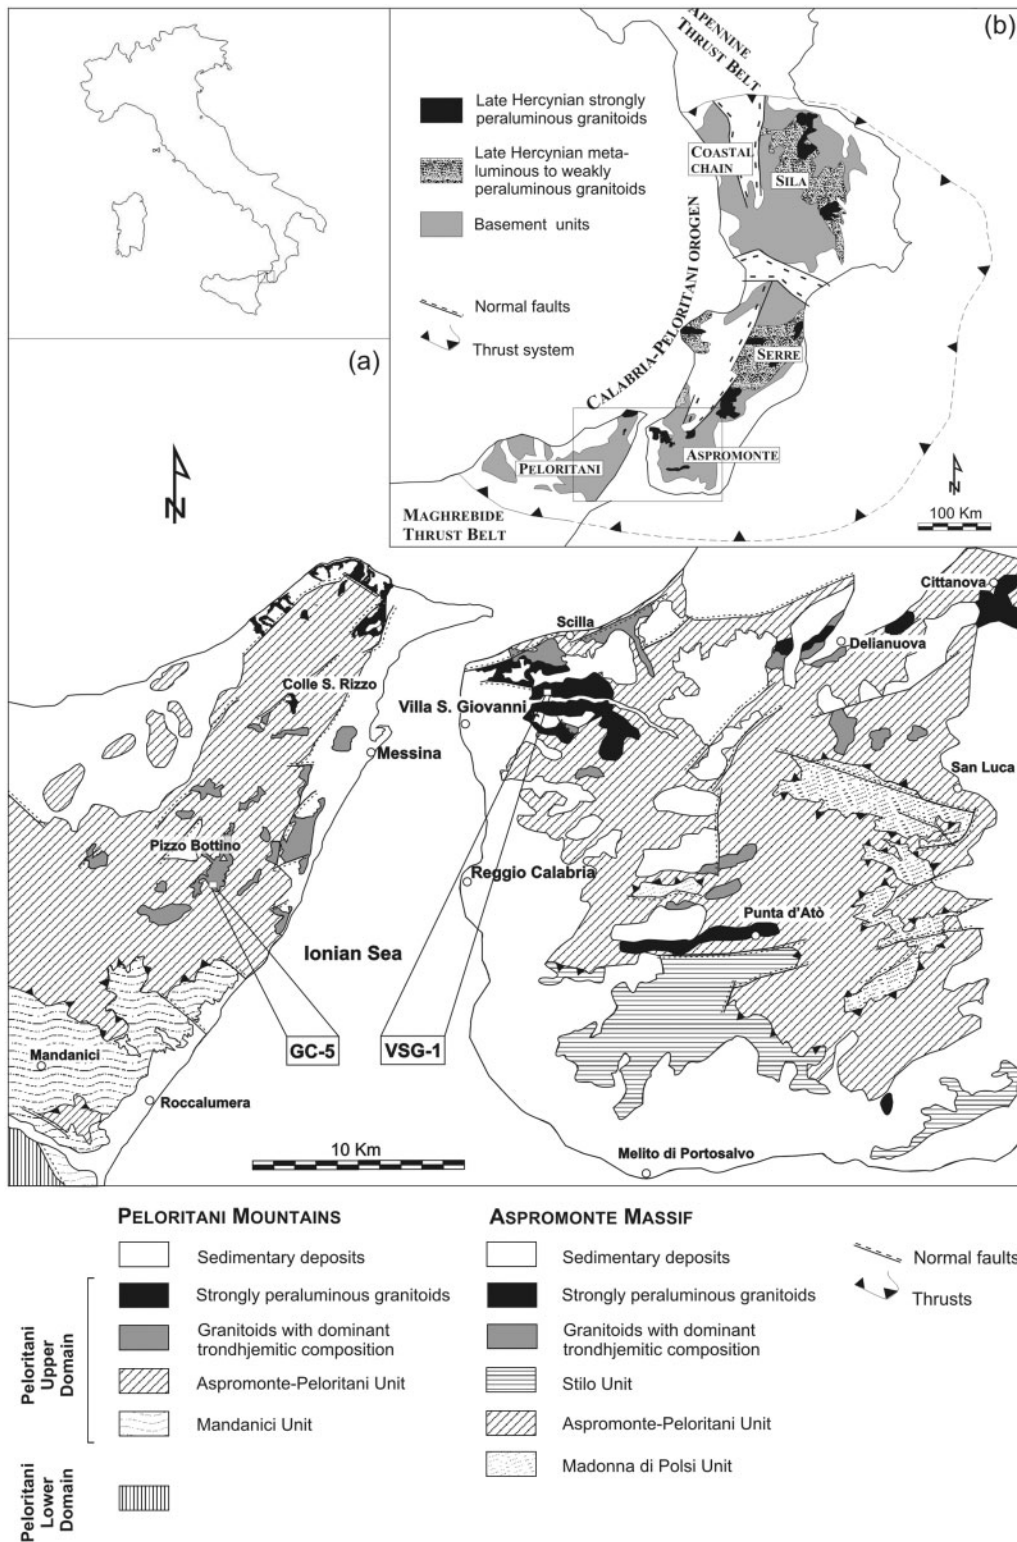 (b)
APENNINE
THRUST BELT
Late Hercynian strongly
peraluminous granitoids
Late Hercynian meta-
luminous to weakly
peraluminous granitoids
Basement units
COASTAL
CHAIN
SILA
CALABRIA-PELORITANI OROGEN
Normal faults
Thrust system
SERRE
(a)
ASPROMONTE
PELORITANI
N
N
100 Km
MAGHREBIDE
THRUST BELT
Cittanova
Scilla
Delianuova
Colle S. Rizzo
Villa S. Giovanni
Messina
San Luca
Pizzo Bottino
Reggio Calabria
Punta d'Atò
Ionian Sea
GC-5
VSG-1
Mandanici
Roccalumera
10 Km
Melito di Portosalvo
PELORITANI MOUNTAINS
Sedimentary deposits
Strongly peraluminous granitoids
Granitoids with dominant
trondhjemitic composition
Aspromonte-Peloritani Unit
Mandanici Unit
Peloritani
Upper
Domain
Peloritani
Lower
Domain
ASPROMONTE MASSIF
Sedimentary deposits
Strongly peraluminous granitoids
Granitoids with dominant
trondhjemitic composition
Stilo Unit
Aspromonte-Peloritani Unit
Madonna di Polsi Unit
Normal faults
Thrusts